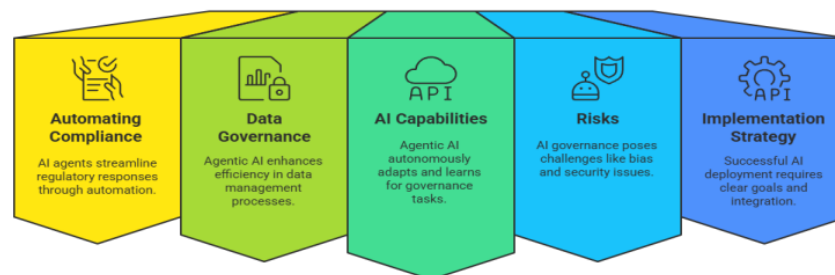 Automating
Compliance
AI agents streamline
regulatory responses
through automation.
Data
Governance
Agentic AI enhances
efficiency in data
management
processes.
API
AI Capabilities
Agentic AI
autonomously
adapts and learns
for governance
tasks.
Risks
AI governance poses
challenges like bias
and security issues.
API
Implementation
Strategy
Successful AI
deployment requires
clear goals and
integration.